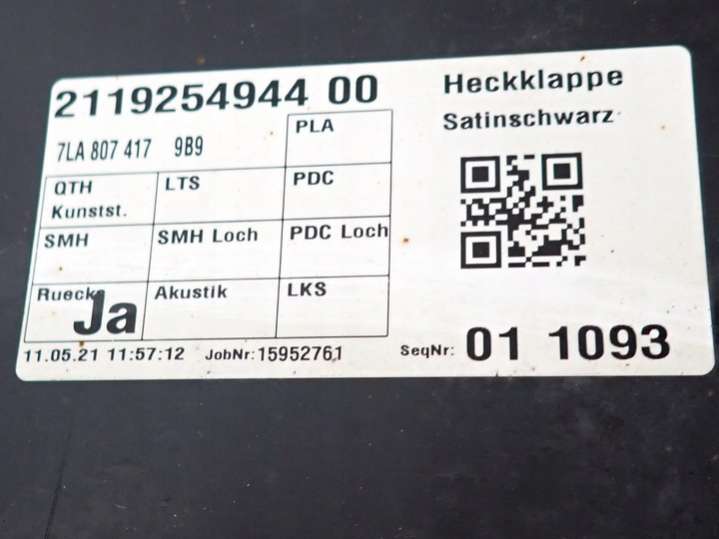 2119254944 00
7LA 807 417 9B9
Heckklappe
Satinschwarz
PLA
QTH
Kunstst.
LTS
PDC
SMH
SMH Loch
PDC Loch
Ruecks
Ja
Akustik
LKS
11.05.21 11:57:12 JobNr:15952761
SeqNr: 01 1093